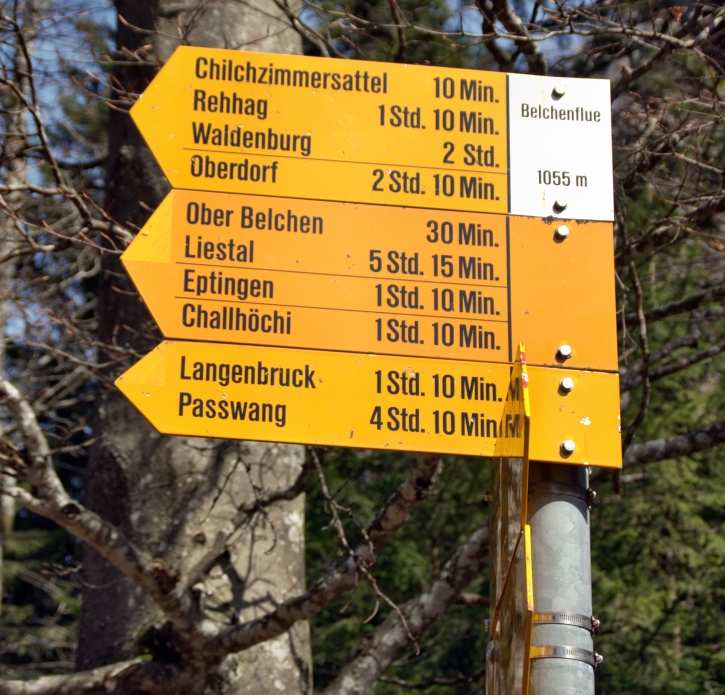 Chilchzimmersattel 10 Min.
Rehhag 1 Std. 10 Min.
Waldenburg 2 Std.
Oberdorf 2 Std. 10 Min.
Belchenflue
1055 m
Ober Belchen 30 Min.
Liestal 5 Std. 15 Min.
Eptingen 1 Std. 10 Min.
Challhöchi 1 Std. 10 Min.
Langenbruck 1 Std. 10 Min.
Passwang 4 Std. 10 Min.